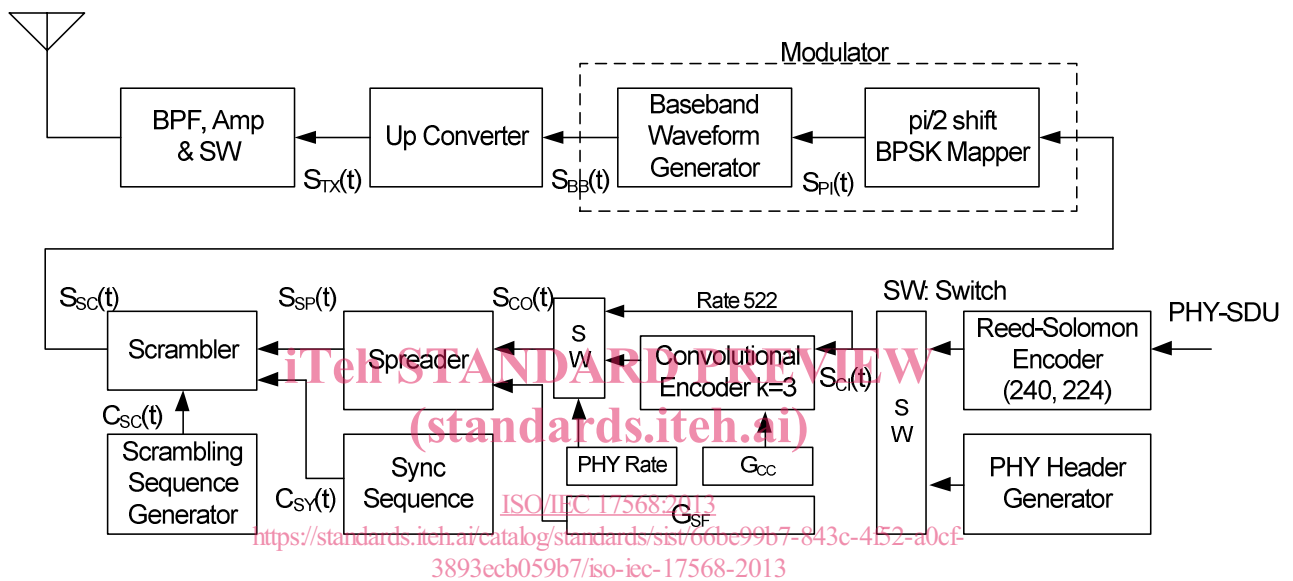 Modulator
BPF, Amp
& SW
Up Converter
Baseband
Waveform
Generator
pi/2 shift
BPSK Mapper
STX(t)
SBB(t)
SPI(t)
SSC(t)
SSP(t)
SCO(t)
Rate 522
SW: Switch
PHY-SDU
Scrambler
Spreader
S
W
Convolutional
Encoder k=3
SCI(t)
S
W
Reed-Solomon
Encoder
(240, 224)
iTeh STANDARD PREVIEW
(standards.iteh.ai)
CSC(t)
Scrambling
Sequence
Generator
CSY(t)
Sync
Sequence
PHY Rate
GCC
GSF
PHY Header
Generator
ISO/IEC 17568:2013
https://standards.iteh.ai/catalog/standards/sist/66be99b7-843c-4f52-a0cf-
3893ecb059b7/iso-iec-17568-2013